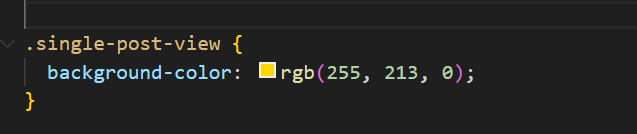 .single-post-view {
background-color: rgb(255, 213, 0);
}